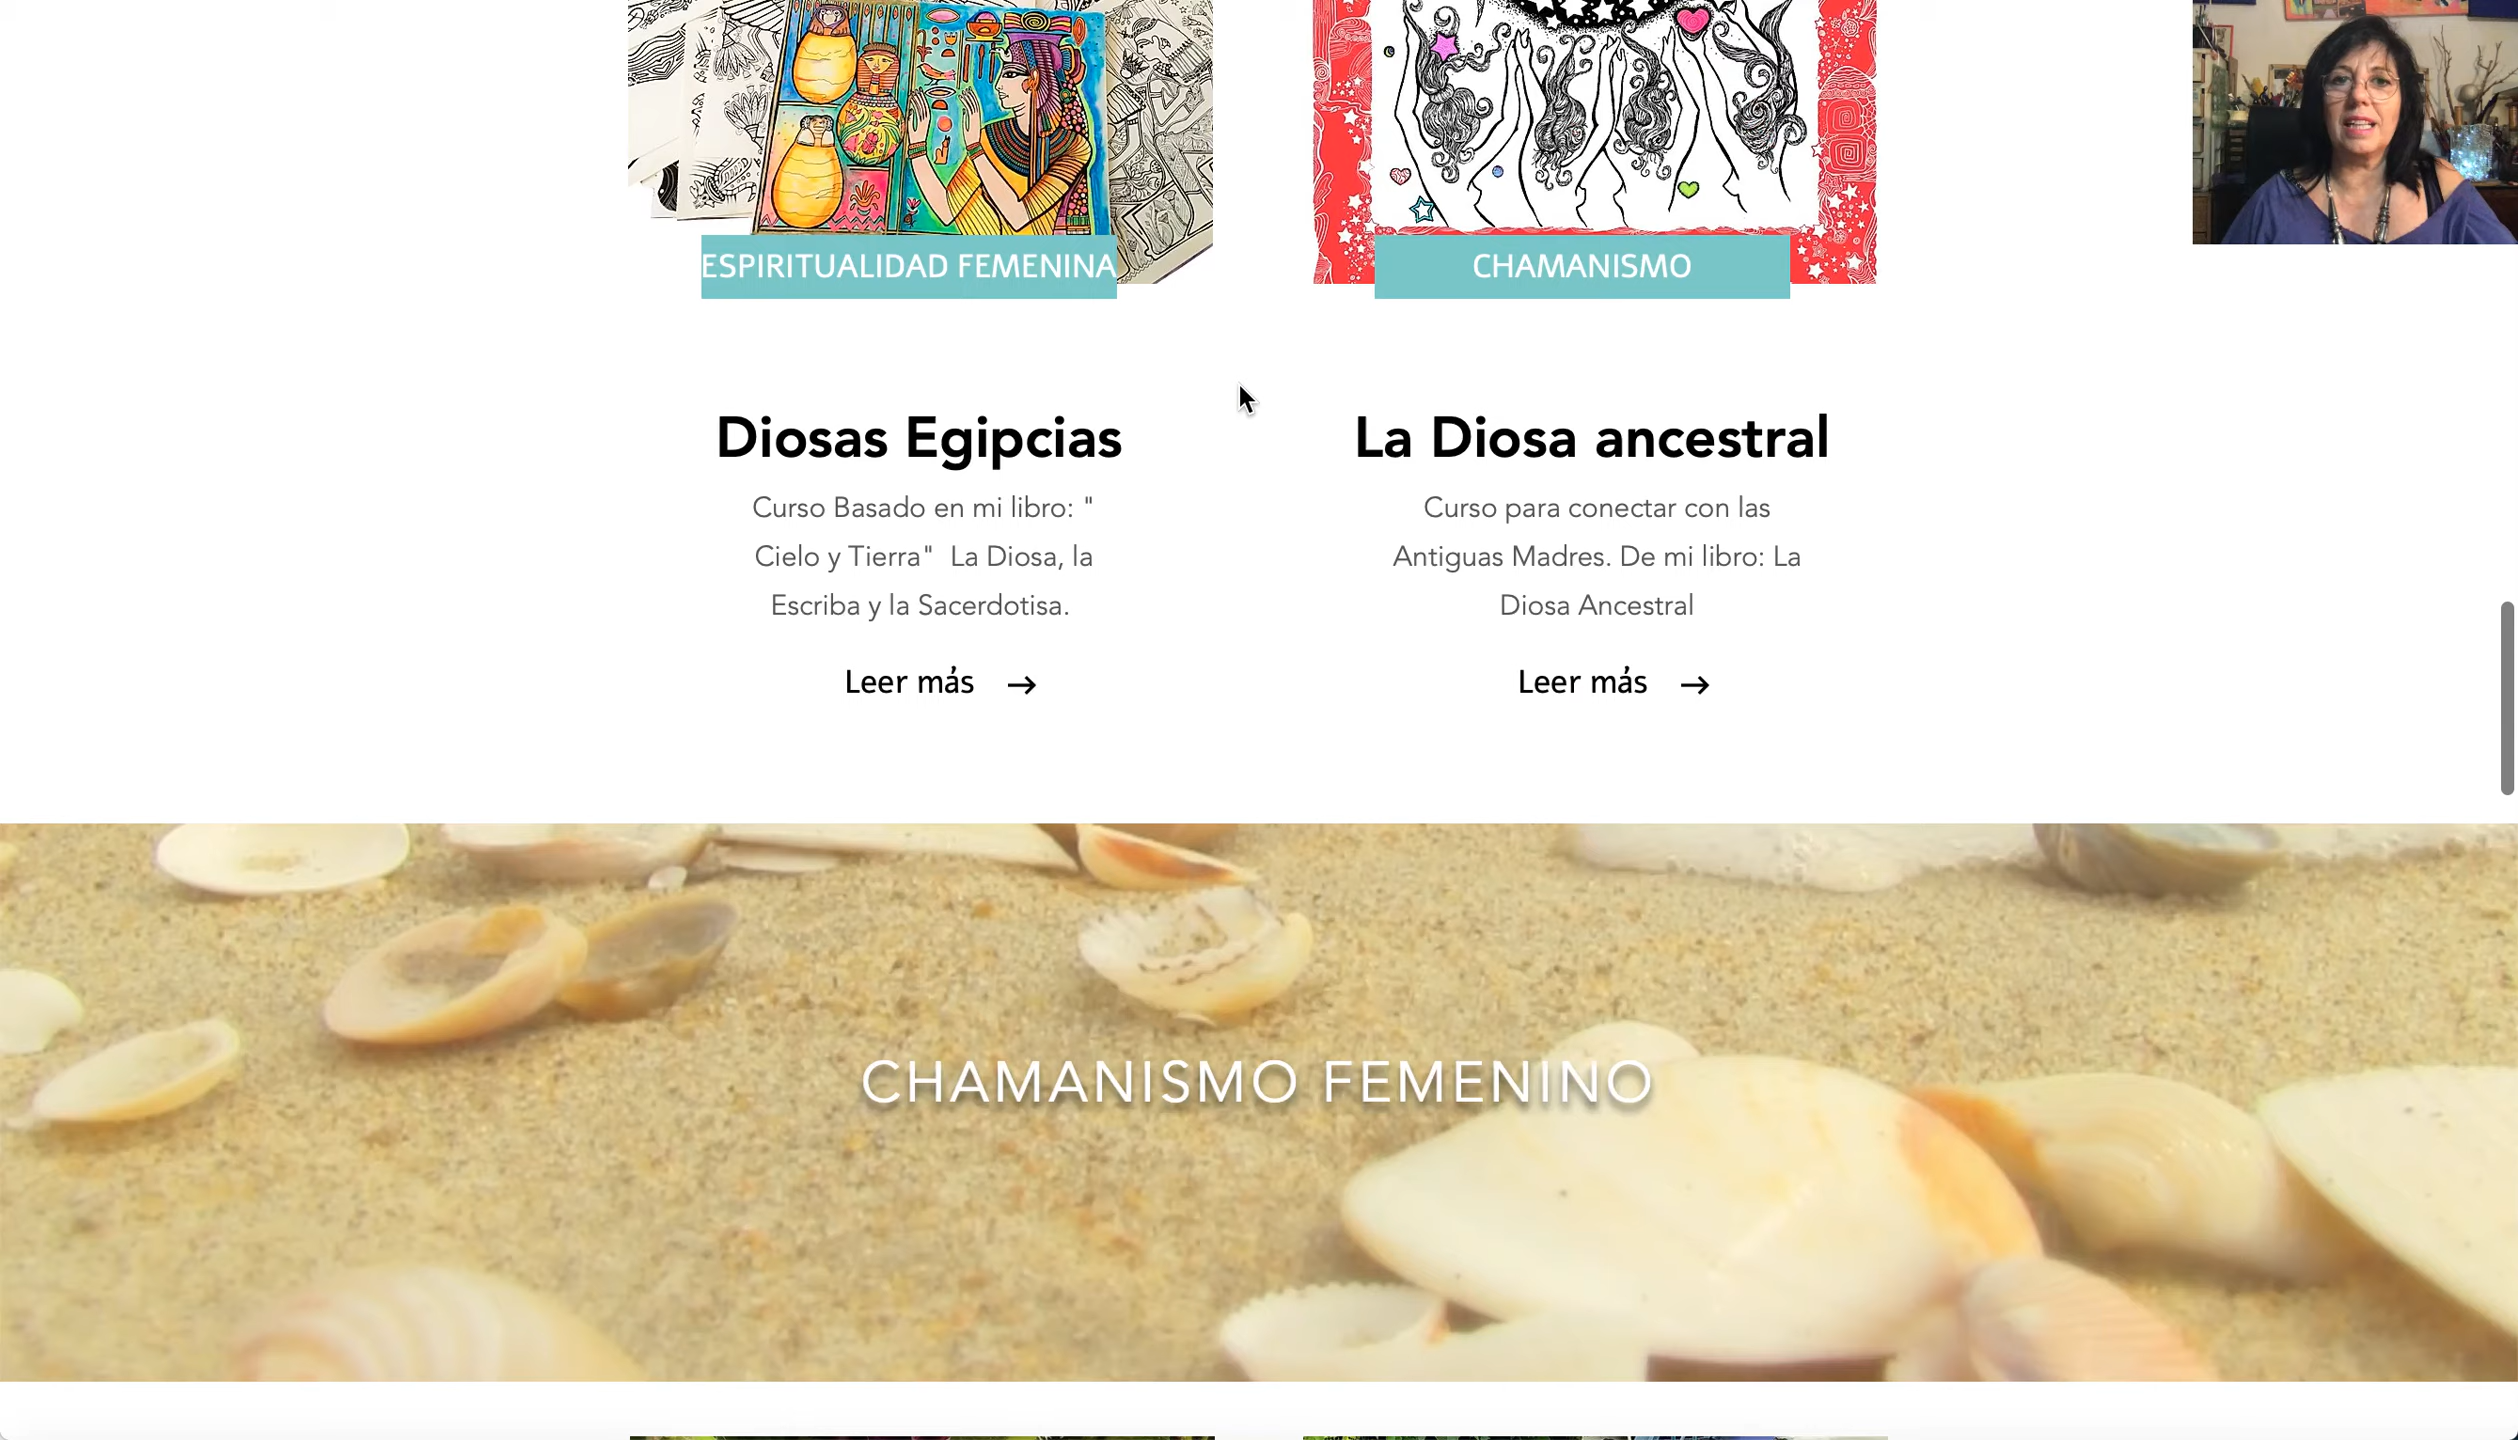 ESPIRITUALIDAD FEMENINA
CHAMANISMO
Diosas Egipcias
Curso Basado en mi libro: "
Cielo y Tierra"  La Diosa, la
Escriba y la Sacerdotisa.
Leer más →
La Diosa ancestral
Curso para conectar con las
Antiguas Madres. De mi libro: La
Diosa Ancestral
Leer más →
CHAMANISMO FEMENINO